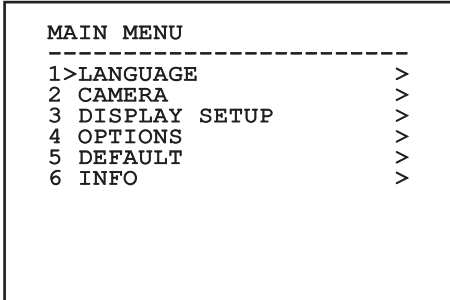 MAIN MENU
------------------------
1>LANGUAGE >
2 CAMERA >
3 DISPLAY SETUP >
4 OPTIONS >
5 DEFAULT >
6 INFO >